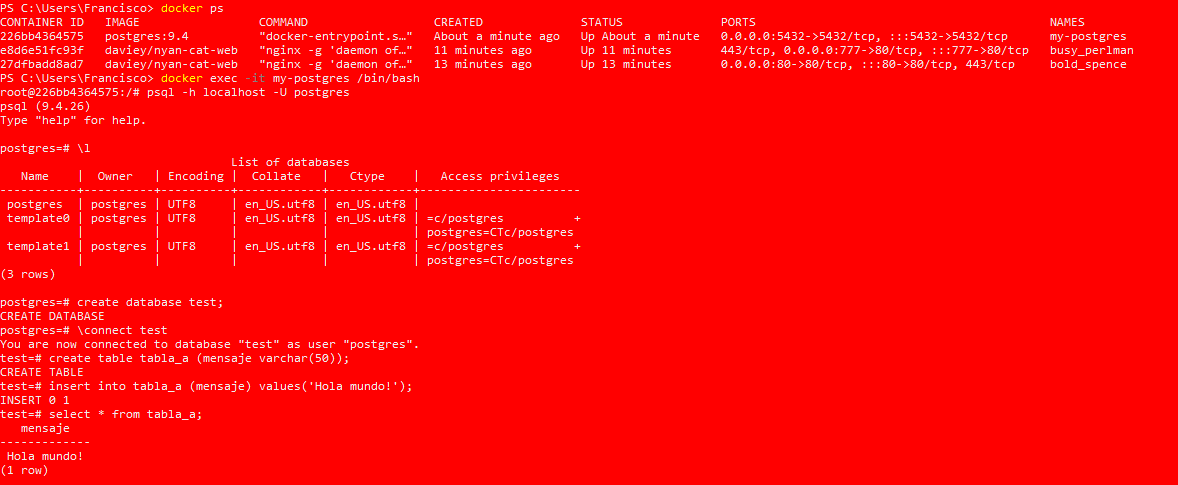 PS C:\Users\Francisco> docker ps
CONTAINER ID   IMAGE                 COMMAND                  CREATED              STATUS              PORTS                                         NAMES
226bb4364575   postgres:9.4          "docker-entrypoint.s…"   About a minute ago   Up About a minute   0.0.0.0:5432->5432/tcp, :::5432->5432/tcp     my-postgres
e8d6e51fc93f   daviey/nyan-cat-web   "nginx -g 'daemon of…"   11 minutes ago       Up 11 minutes       443/tcp, 0.0.0.0:777->80/tcp, :::777->80/tcp   busy_perlman
27dfbadd8ad7   daviey/nyan-cat-web   "nginx -g 'daemon of…"   13 minutes ago       Up 13 minutes       0.0.0.0:80->80/tcp, :::80->80/tcp, 443/tcp     bold_spence
PS C:\Users\Francisco> docker exec -it my-postgres /bin/bash
root@226bb4364575:/# psql -h localhost -U postgres
psql (9.4.26)
Type "help" for help.

postgres=# \l
                                 List of databases
   Name    |  Owner   | Encoding |  Collate   |   Ctype    |   Access privileges
-----------+----------+----------+------------+------------+-----------------------
 postgres  | postgres | UTF8     | en_US.utf8 | en_US.utf8 |
 template0 | postgres | UTF8     | en_US.utf8 | en_US.utf8 | =c/postgres          +
           |          |          |            |            | postgres=CTc/postgres
 template1 | postgres | UTF8     | en_US.utf8 | en_US.utf8 | =c/postgres          +
           |          |          |            |            | postgres=CTc/postgres
(3 rows)

postgres=# create database test;
CREATE DATABASE
postgres=# \connect test
You are now connected to database "test" as user "postgres".
test=# create table tabla_a (mensaje varchar(50));
CREATE TABLE
test=# insert into tabla_a (mensaje) values('Hola mundo!');
INSERT 0 1
test=# select * from tabla_a;
   mensaje
-------------
 Hola mundo!
(1 row)